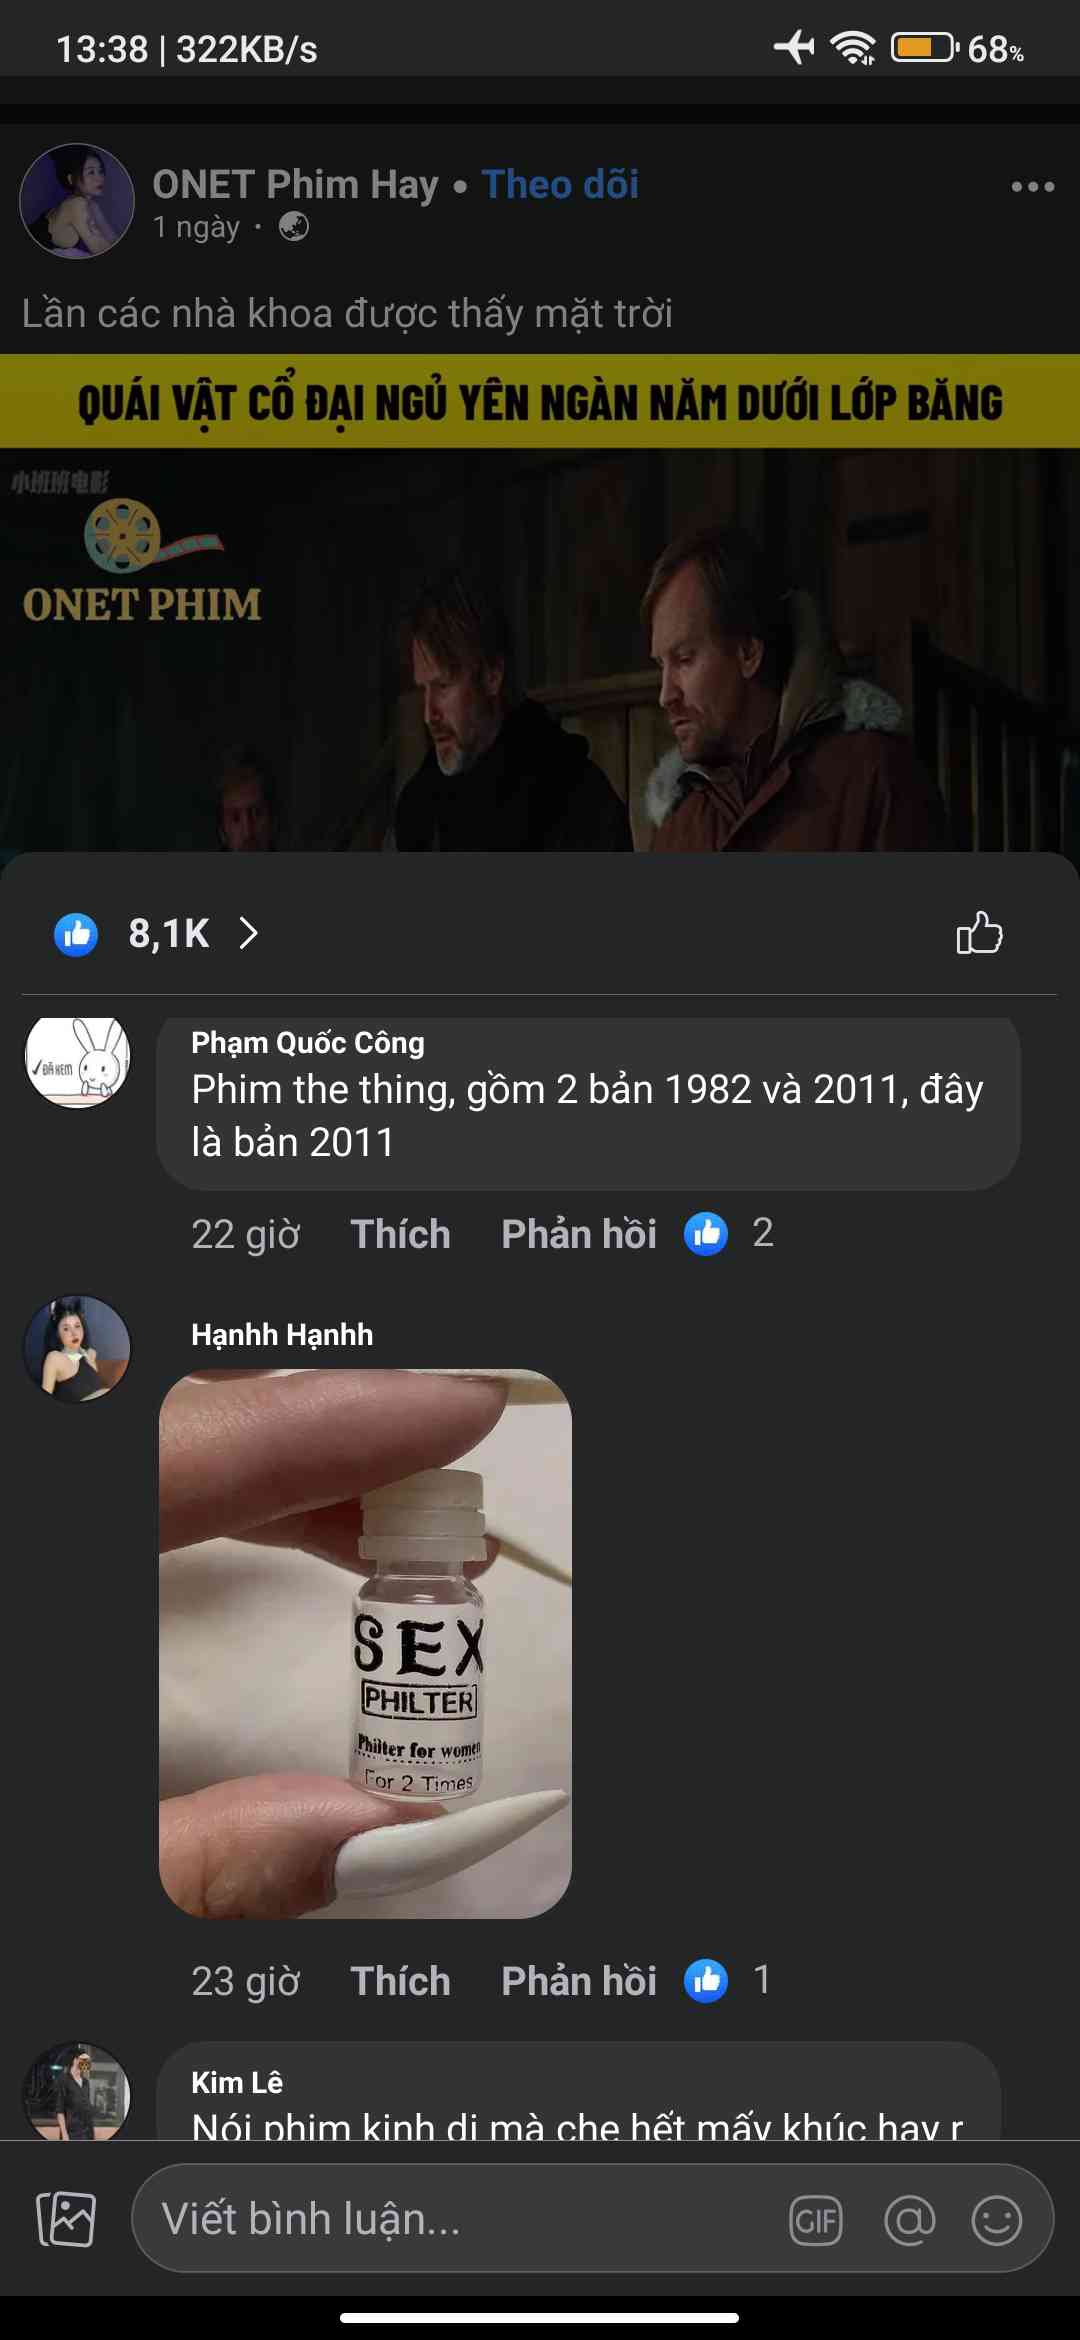 13:38 | 322KB/s 68%
ONET Phim Hay • Theo dõi
1 ngày ·
Lần các nhà khoa được thấy mặt trời
QUÁI VẬT CỔ ĐẠI NGỦ YÊN NGÀN NĂM DƯỚI LỚP BĂNG
小班班电影
ONET PHIM
8,1K
ĐÃ XEM
Phạm Quốc Công
Phim the thing, gồm 2 bản 1982 và 2011, đây
là bản 2011
22 giờ Thích Phản hồi 2
Hạnhh Hạnhh
SEX
PHILTER
Philter for women
For 2 Times
23 giờ Thích Phản hồi 1
Kim Lê
Nói phim kinh dị mà che hết mấy khúc hay r
Viết bình luận...
GIF